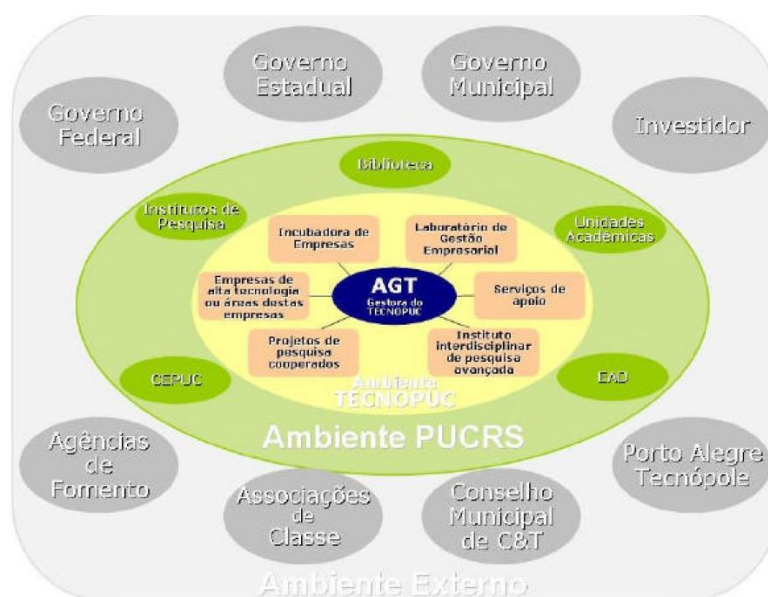 Governo
Estadual
Governo
Municipal
Governo
Federal
Investidor
Biblioteca
Institutos de
Pesquisa
Unidades
Acadêmicas
Incubadora de
Empresas
Laboratório de
Gestão
Empresarial
Empresas de
alta tecnologia
ou áreas destas
empresas
AGT
Gestora do
TECNOPUC
Serviços de
apoio
Projetos de
pesquisa
cooperados
Instituto
interdisciplinar
de pesquisa
avançada
CEPUC
EAD
Ambiente
TECNOPUC
Ambiente PUCRS
Agências
de
Fomento
Associações
de
Classe
Conselho
Municipal
de C&T
Porto Alegre
Tecnópole
Ambiente Externo